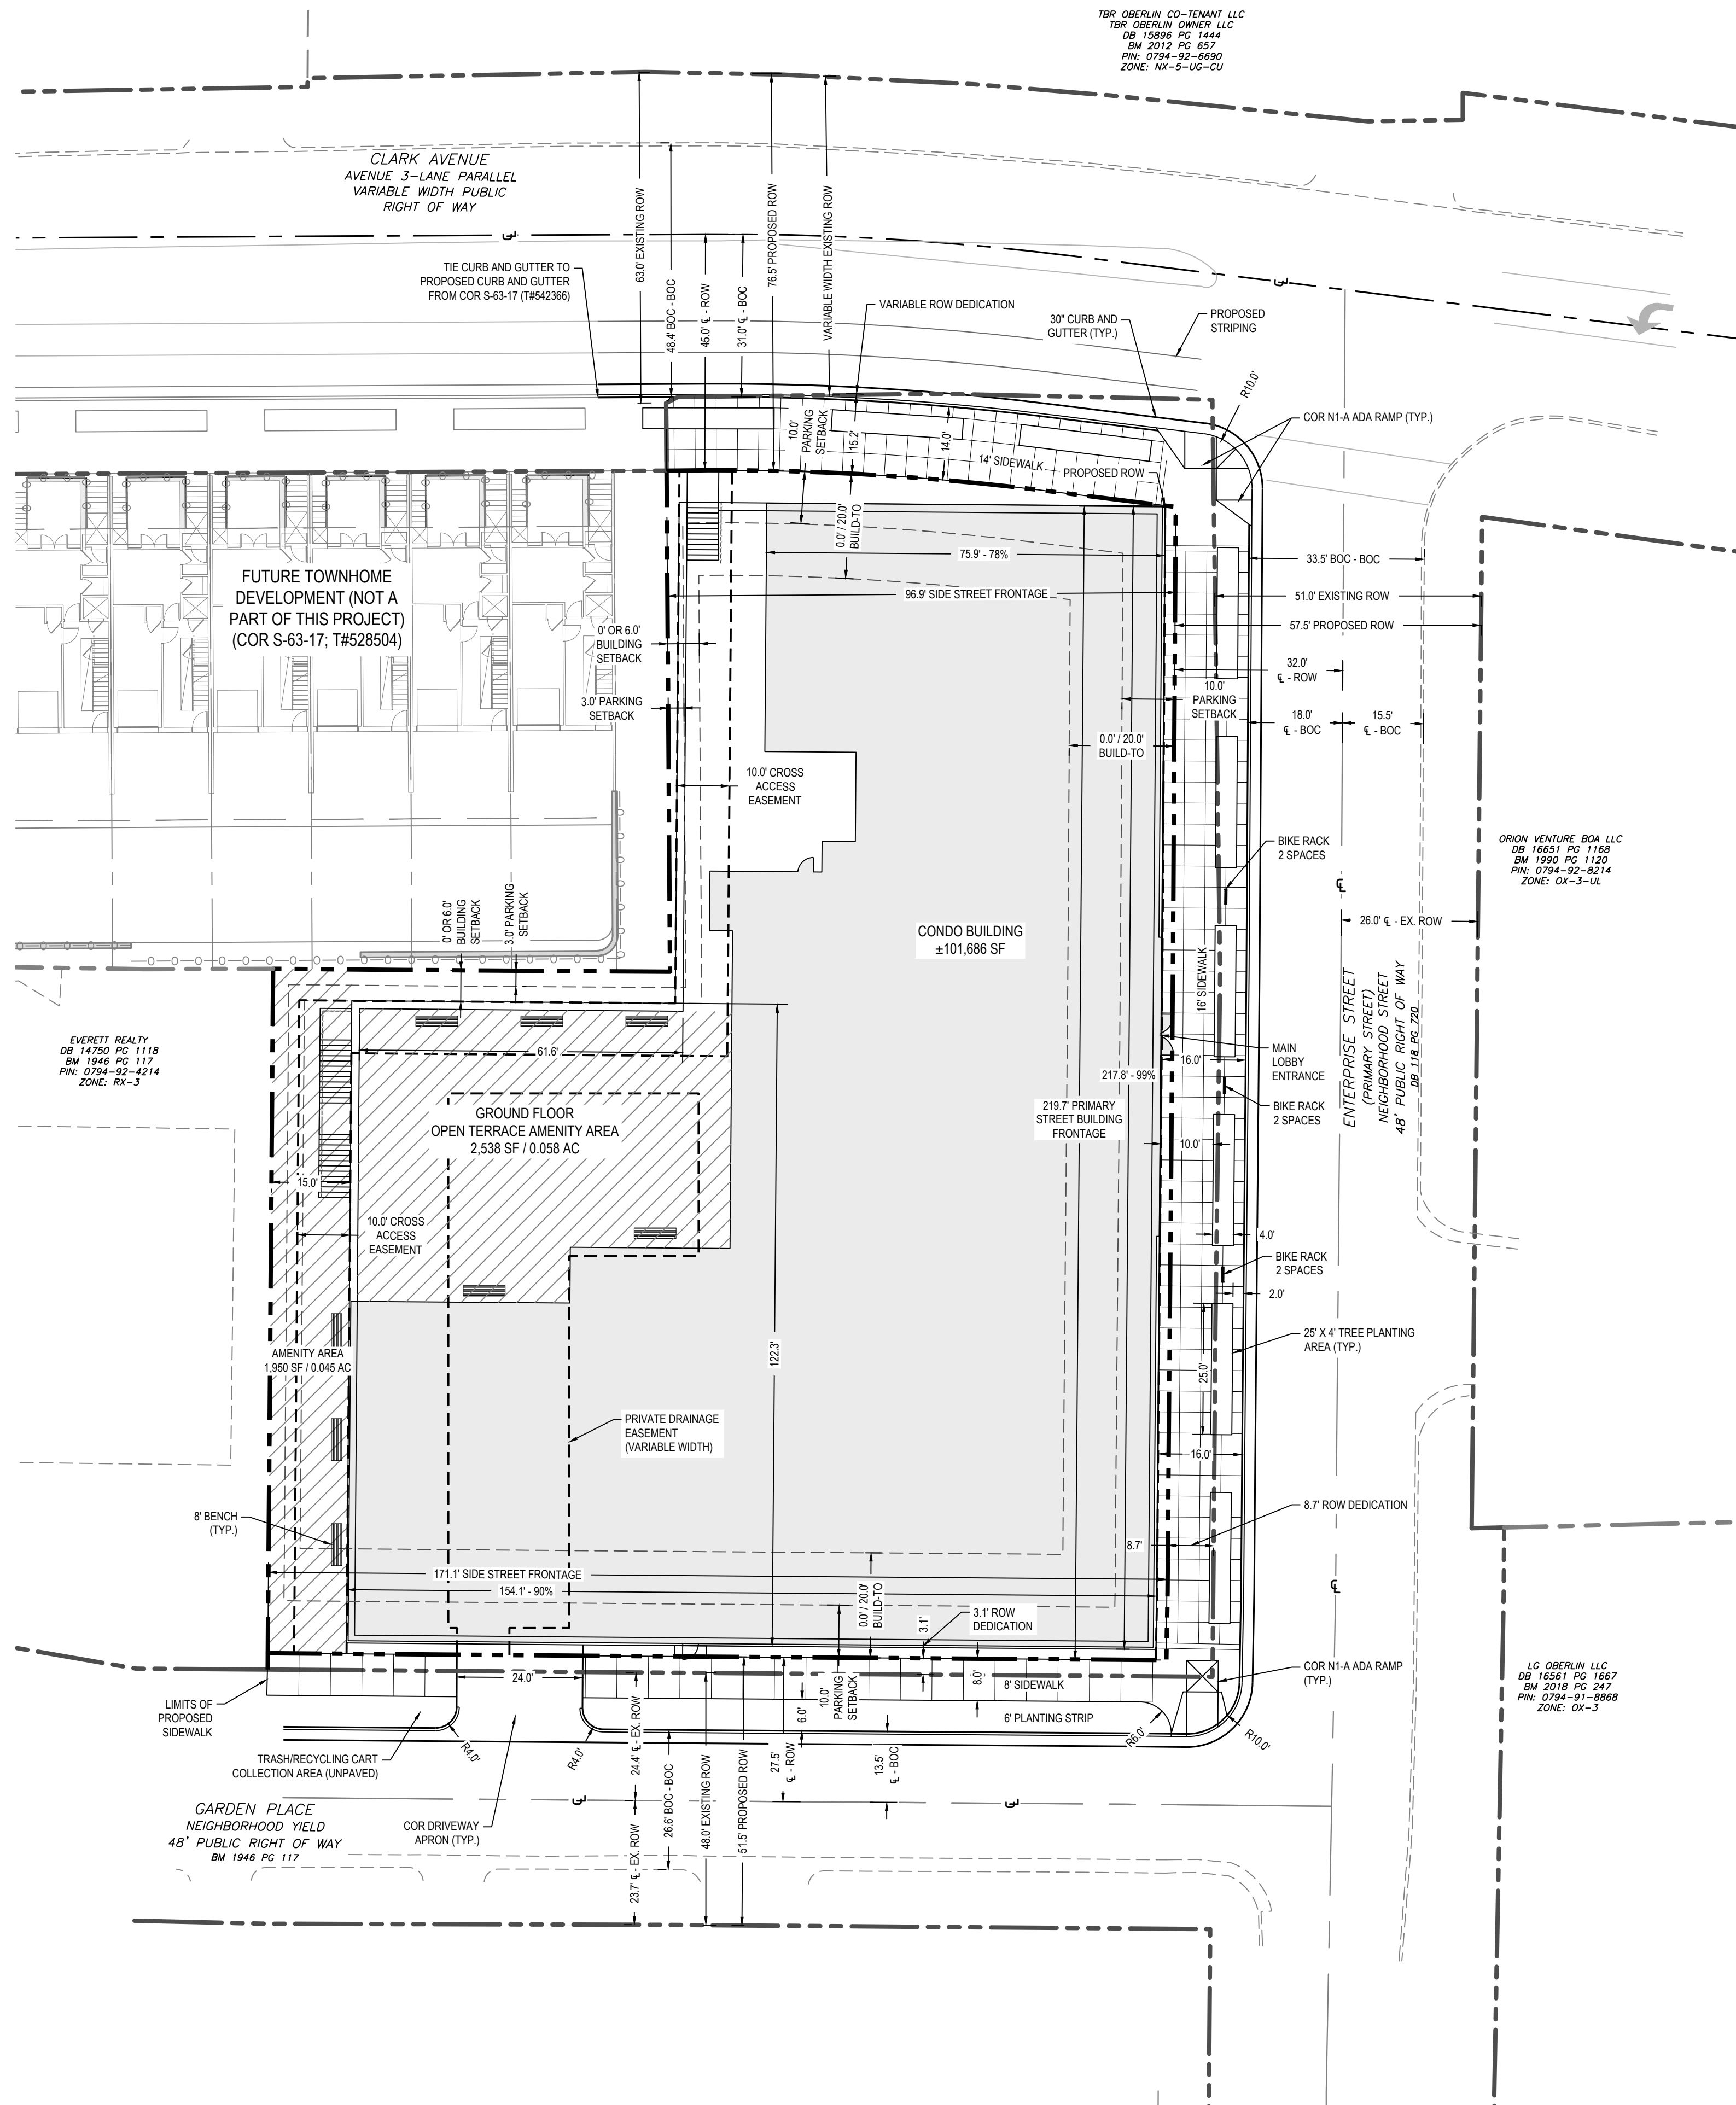 TBR OBERLIN CO-TENANT LLC
TBR OBERLIN OWNER LLC
DB 15896 PG 1444
BM 2012 PG 657
PIN: 0794-92-6690
ZONE: NX-5-UG-CU
CLARK AVENUE
AVENUE 3-LANE PARALLEL
VARIABLE WIDTH PUBLIC
RIGHT OF WAY
63.0' EXISTING ROW
76.5' PROPOSED ROW
VARIABLE WIDTH EXISTING ROW
48.4' BOC - BOC
45.0' ℄ - ROW
31.0' ℄ - BOC
TIE CURB AND GUTTER TO
PROPOSED CURB AND GUTTER
FROM COR S-63-17 (T#542366)
VARIABLE ROW DEDICATION
30" CURB AND
GUTTER (TYP.)
PROPOSED
STRIPING
R10.0'
COR N1-A ADA RAMP (TYP.)
10.0'
PARKING
SETBACK
15.2'
14.0'
14' SIDEWALK
PROPOSED ROW
0.0' / 20.0'
BUILD-TO
75.9' - 78%
96.9' SIDE STREET FRONTAGE
33.5' BOC - BOC
51.0' EXISTING ROW
57.5' PROPOSED ROW
32.0'
℄ - ROW
10.0'
PARKING
SETBACK
18.0'
℄ - BOC
15.5'
℄ - BOC
FUTURE TOWNHOME
DEVELOPMENT (NOT A
PART OF THIS PROJECT)
(COR S-63-17; T#528504)
0' OR 6.0'
BUILDING
SETBACK
3.0' PARKING
SETBACK
0.0' / 20.0'
BUILD-TO
10.0' CROSS
ACCESS
EASEMENT
BIKE RACK
2 SPACES
ORION VENTURE BOA LLC
DB 16651 PG 1168
BM 1990 PG 1120
PIN: 0794-92-8214
ZONE: OX-3-UL
0' OR 6.0'
BUILDING
SETBACK
3.0' PARKING
SETBACK
CONDO BUILDING
±101,686 SF
℄
26.0' ℄ - EX. ROW
16' SIDEWALK
ENTERPRISE STREET
(PRIMARY STREET)
NEIGHBORHOOD STREET
48' PUBLIC RIGHT OF WAY
DB 118 PG 720
EVERETT REALTY
DB 14750 PG 1118
BM 1946 PG 117
PIN: 0794-92-4214
ZONE: RX-3
61.6'
MAIN
LOBBY
ENTRANCE
16.0'
217.8' - 99%
219.7' PRIMARY
STREET BUILDING
FRONTAGE
BIKE RACK
2 SPACES
GROUND FLOOR
OPEN TERRACE AMENITY AREA
2,538 SF / 0.058 AC
10.0'
15.0'
10.0' CROSS
ACCESS
EASEMENT
4.0'
BIKE RACK
2 SPACES
2.0'
AMENITY AREA
1,950 SF / 0.045 AC
122.3'
25' X 4' TREE PLANTING
AREA (TYP.)
25.0'
PRIVATE DRAINAGE
EASEMENT
(VARIABLE WIDTH)
16.0'
8' BENCH
(TYP.)
8.7' ROW DEDICATION
8.7'
171.1' SIDE STREET FRONTAGE
154.1' - 90%
0.0' / 20.0'
BUILD-TO
3.1'
3.1' ROW
DEDICATION
℄
24.0'
10.0'
PARKING
SETBACK
8.0'
8' SIDEWALK
COR N1-A ADA RAMP
(TYP.)
LG OBERLIN LLC
DB 16561 PG 1667
BM 2018 PG 247
PIN: 0794-91-8868
ZONE: OX-3
LIMITS OF
PROPOSED
SIDEWALK
6.0'
6' PLANTING STRIP
R6.0'
R10.0'
R4.0'
R4.0'
TRASH/RECYCLING CART
COLLECTION AREA (UNPAVED)
24.4' ℄ - EX. ROW
26.6' BOC - BOC
48.0' EXISTING ROW
51.5' PROPOSED ROW
27.5'
℄ - ROW
13.5'
℄ - BOC
GARDEN PLACE
NEIGHBORHOOD YIELD
48' PUBLIC RIGHT OF WAY
BM 1946 PG 117
COR DRIVEWAY
APRON (TYP.)
23.7' ℄ - EX. ROW